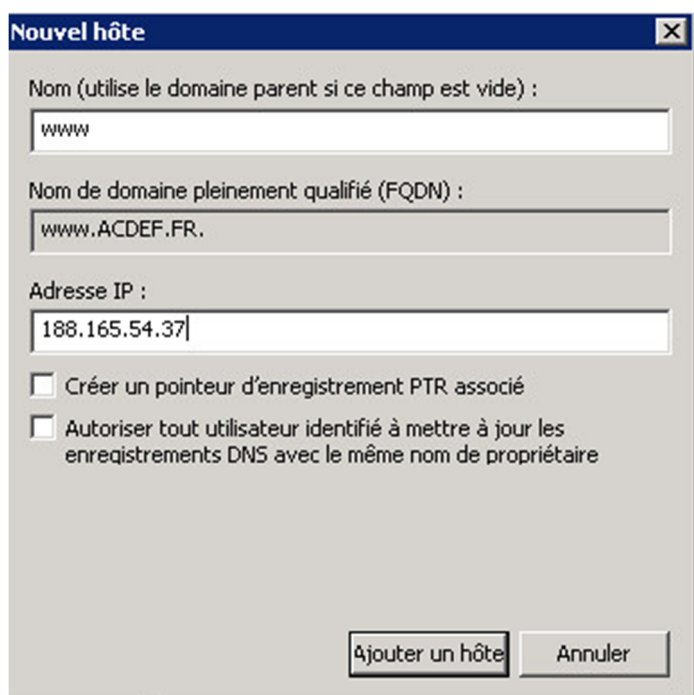 Nouvel hôte
Nom (utilise le domaine parent si ce champ est vide) :
www
Nom de domaine pleinement qualifié (FQDN) :
www.ACDEF.FR.
Adresse IP :
188.165.54.37
Créer un pointeur d'enregistrement PTR associé
Autoriser tout utilisateur identifié à mettre à jour les
enregistrements DNS avec le même nom de propriétaire
Ajouter un hôte Annuler